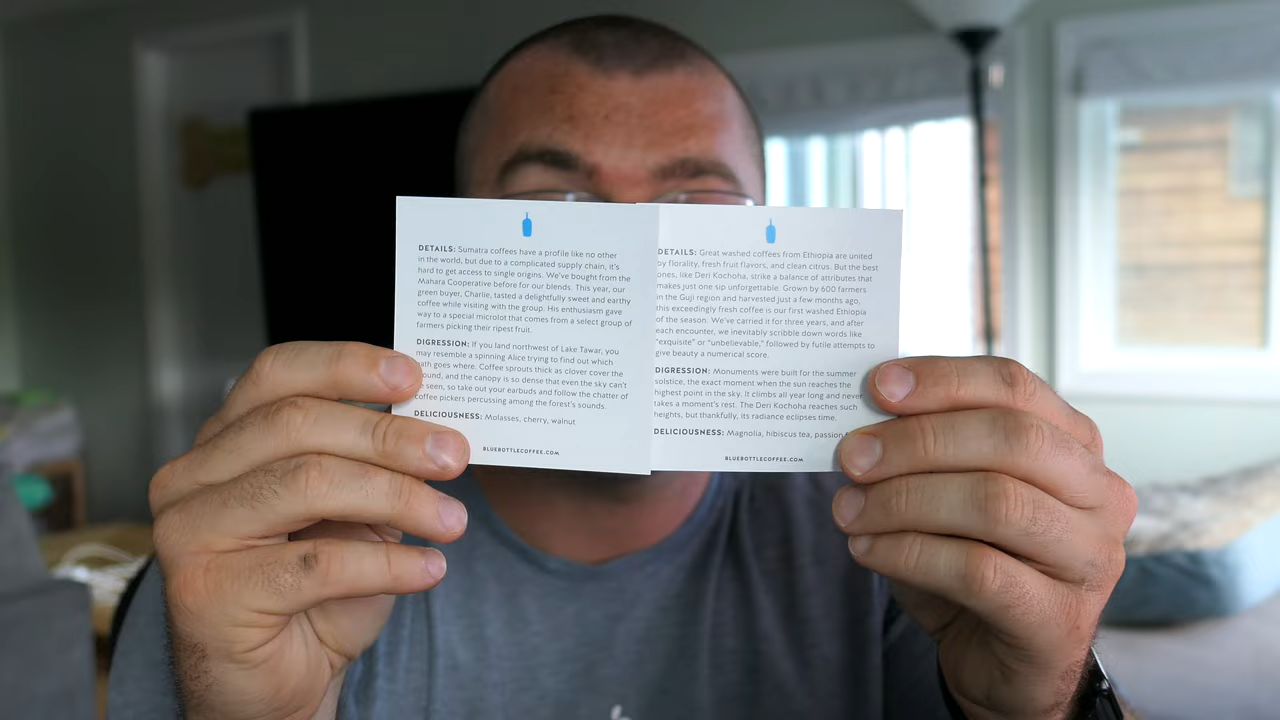 DETAILS: Sumatra coffees have a profile like no other
in the world, but due to a complicated supply chain, it's
hard to get access to single origins. We've bought from the
Mahara Cooperative before for our blends. This year, our
green buyer, Charlie, tasted a delightfully sweet and earthy
coffee while visiting with the group. His enthusiasm gave
way to a special microlot that comes from a select group of
farmers picking their ripest fruit.
DIGRESSION: If you land northwest of Lake Tawar, you
may resemble a spinning Alice trying to find out which
path goes where. Coffee sprouts thick as clover cover the
ground, and the canopy is so dense that even the sky can't
be seen, so take out your earbuds and follow the chatter of
coffee pickers percussing among the forest's sounds.
DELICIOUSNESS: Molasses, cherry, walnut
BLUEBOTTLECOFFEE.COM
DETAILS: Great washed coffees from Ethiopia are united
by florality, fresh fruit flavors, and clean citrus. But the best
ones, like Deri Kochoha, strike a balance of attributes that
makes just one sip unforgettable. Grown by 600 farmers
in the Guji region and harvested just a few months ago,
this exceedingly fresh coffee is our first washed Ethiopia
of the season. We've carried it for three years, and after
each encounter, we inevitably scribble down words like
"exquisite" or "unbelievable," followed by futile attempts to
give beauty a numerical score.
DIGRESSION: Monuments were built for the summer
solstice, the exact moment when the sun reaches the
highest point in the sky. It climbs all year long and never
takes a moment's rest. The Deri Kochoha reaches such
heights, but thankfully, its radiance eclipses time.
DELICIOUSNESS: Magnolia, hibiscus tea, passion
BLUEBOTTLECOFFEE.COM